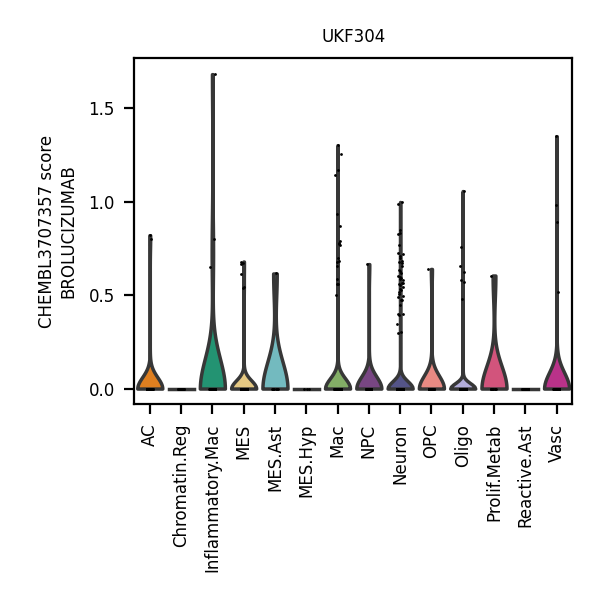 UKF304
CHEMBL3707357 score
BROLUCIZUMAB
1.5
1.0
0.5
0.0
AC
Chromatin.Reg
Inflammatory.Mac
MES
MES.Ast
MES.Hyp
Mac
NPC
Neuron
OPC
Oligo
Prolif.Metab
Reactive.Ast
Vasc